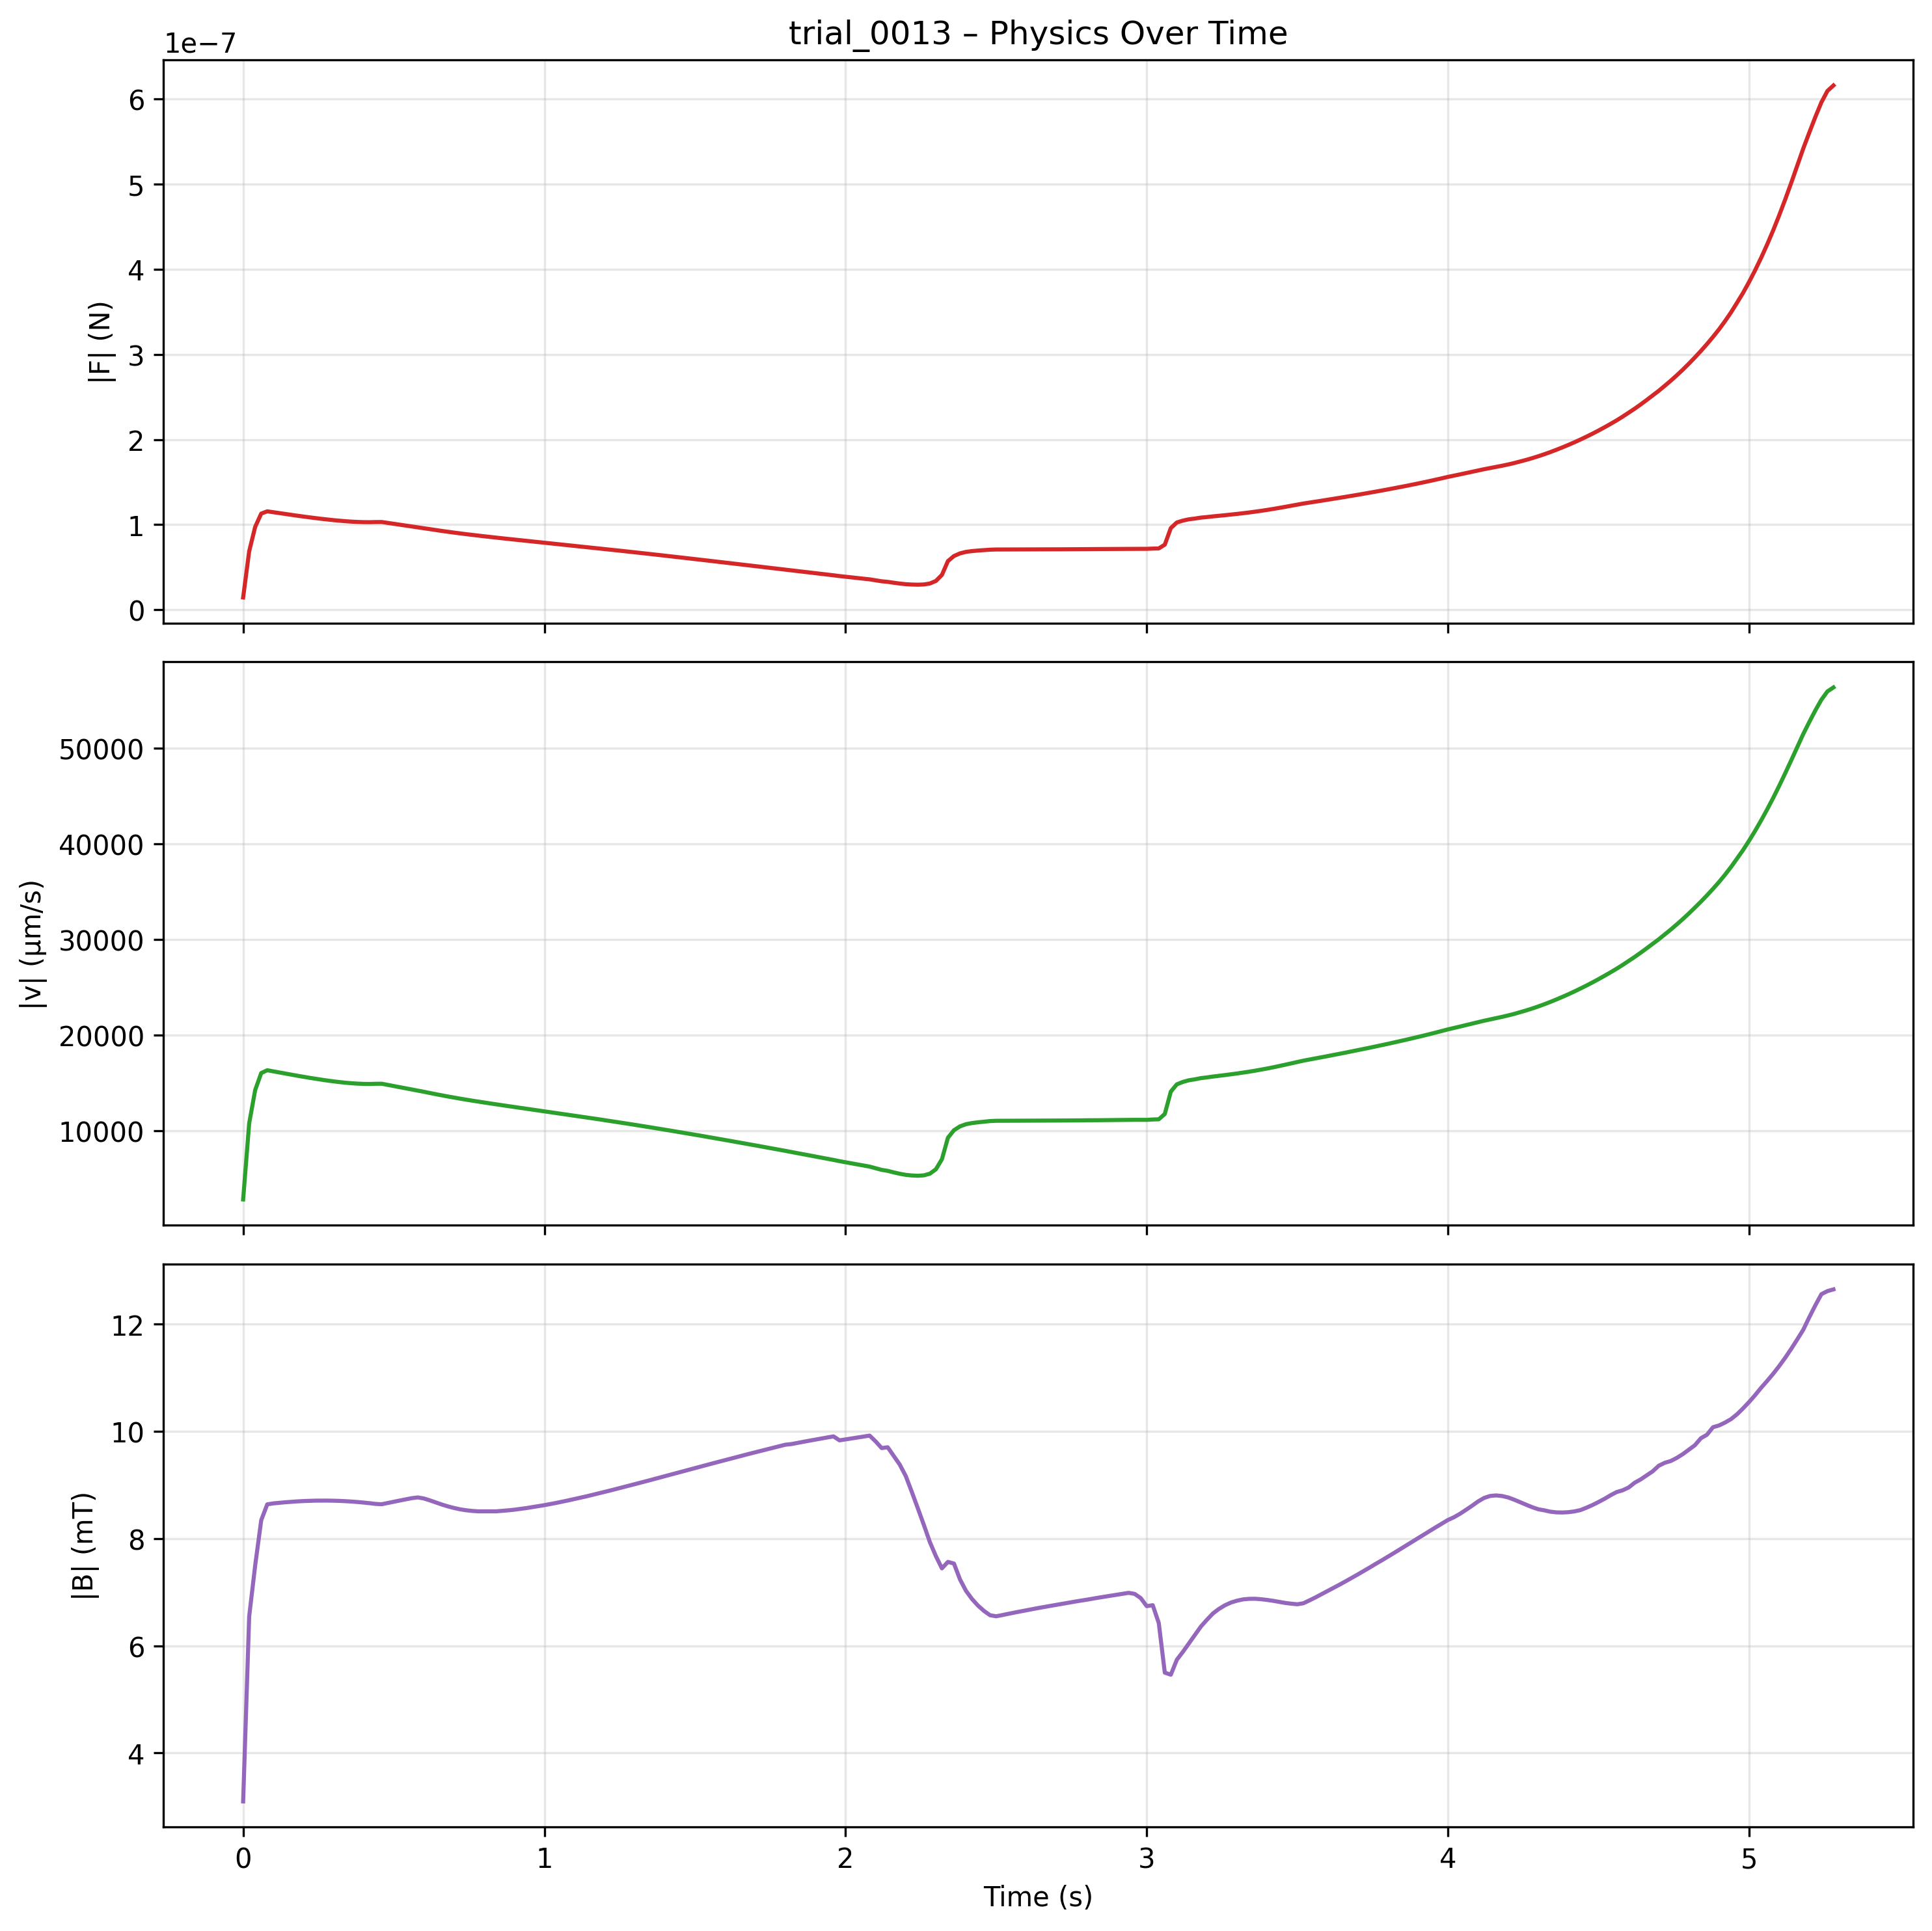 trial_0013 – Physics Over Time
1e−7
6
5
4
3
2
1
0
|F| (N)
50000
40000
30000
20000
10000
|v| (μm/s)
12
10
8
6
4
|B| (mT)
0 1 2 3 4 5
Time (s)